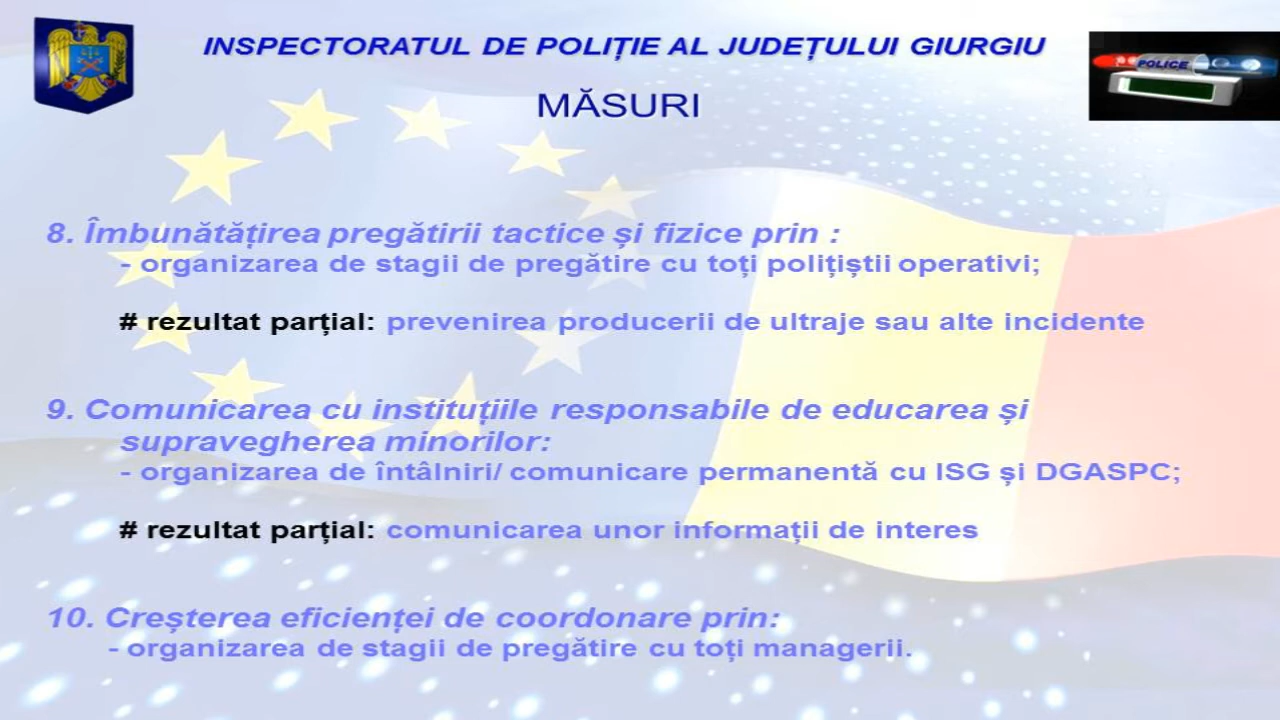 INSPECTORATUL DE POLIȚIE AL JUDEȚULUI GIURGIU
POLICE
MĂSURI
8. Îmbunătățirea pregătirii tactice și fizice prin :
- organizarea de stagii de pregătire cu toți polițiștii operativi;
# rezultat parțial: prevenirea producerii de ultraje sau alte incidente
9. Comunicarea cu instituțiile responsabile de educarea și
supravegherea minorilor:
- organizarea de întâlniri/ comunicare permanentă cu ISG și DGASPC;
# rezultat parțial: comunicarea unor informații de interes
10. Creșterea eficienței de coordonare prin:
- organizarea de stagii de pregătire cu toți managerii.